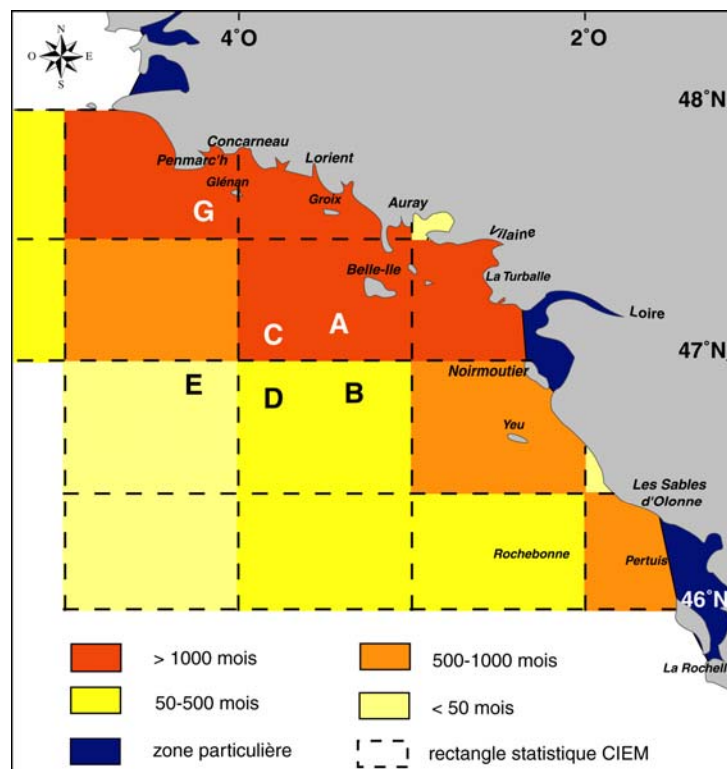 4°O
2°O
N
O
E
S
48°N
Concarneau
Penmarc'h
Lorient
Glénan
Groix
Auray
G
Vilaine
Belle-Ile
La Turballe
A
C
Loire
47°N
Noirmoutier
E
D
B
Yeu
Les Sables
d'Olonne
Rochebonne
Pertuis
46°N
La Rochell
> 1000 mois
500-1000 mois
50-500 mois
< 50 mois
zone particulière
rectangle statistique CIEM